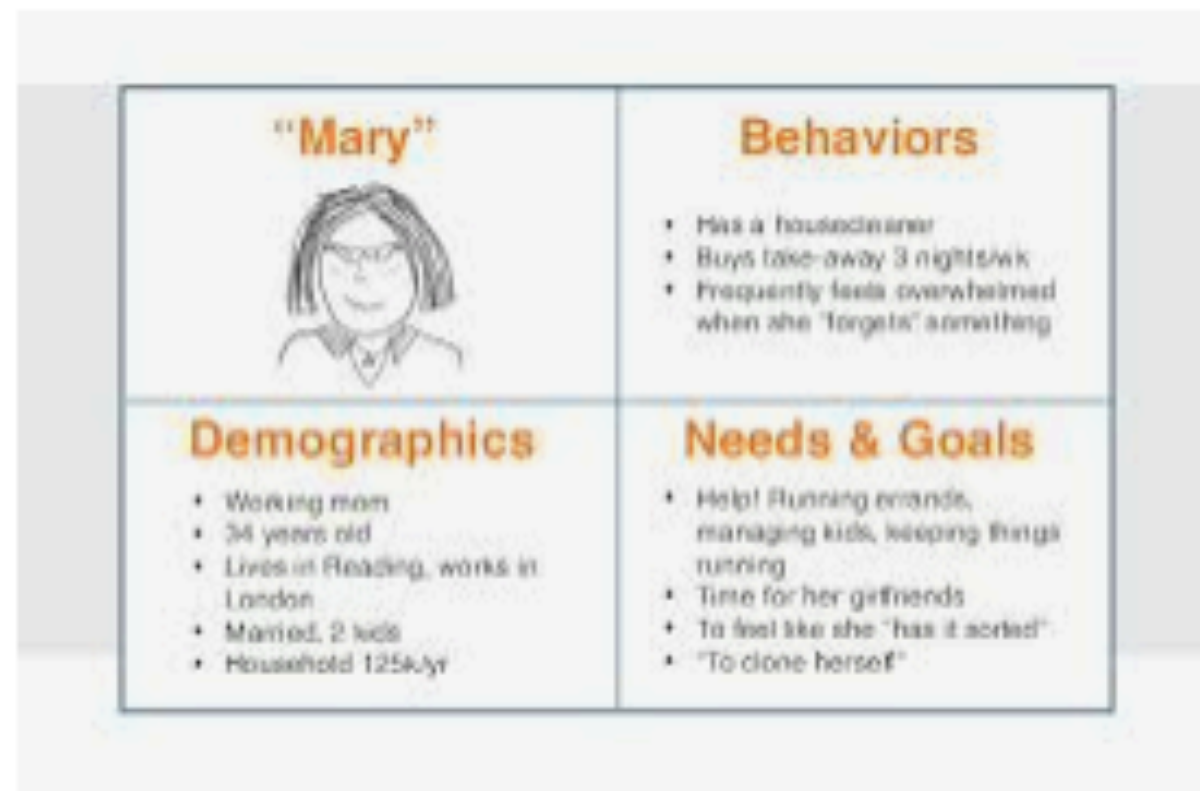 “Mary”
Behaviors
• Has a housecleaner
• Buys take-away 3 nights/wk
• Frequently feels overwhelmed
when she "forgets" something
Demographics
• Working mom
• 34 years old
• Lives in Reading, works in
London
• Married, 2 kids
• Household 125k/yr
Needs & Goals
• Help! Running errands,
managing kids, keeping things
running
• Time for her girlfriends
• To feel like she "has it sorted"
• "To clone herself"